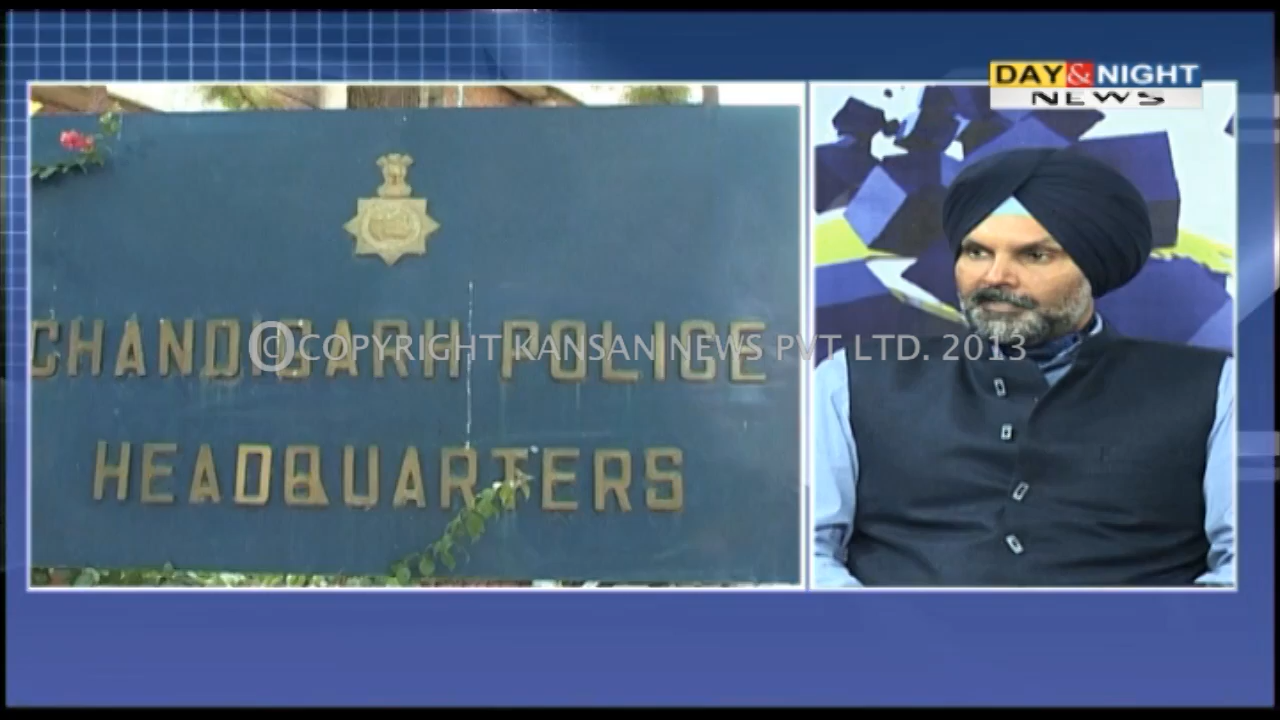 DAY&NIGHT
NEWS
CHANDIGARH POLICE
©COPYRIGHT KANSAN NEWS PVT. LTD. 2013
HEADQUARTERS